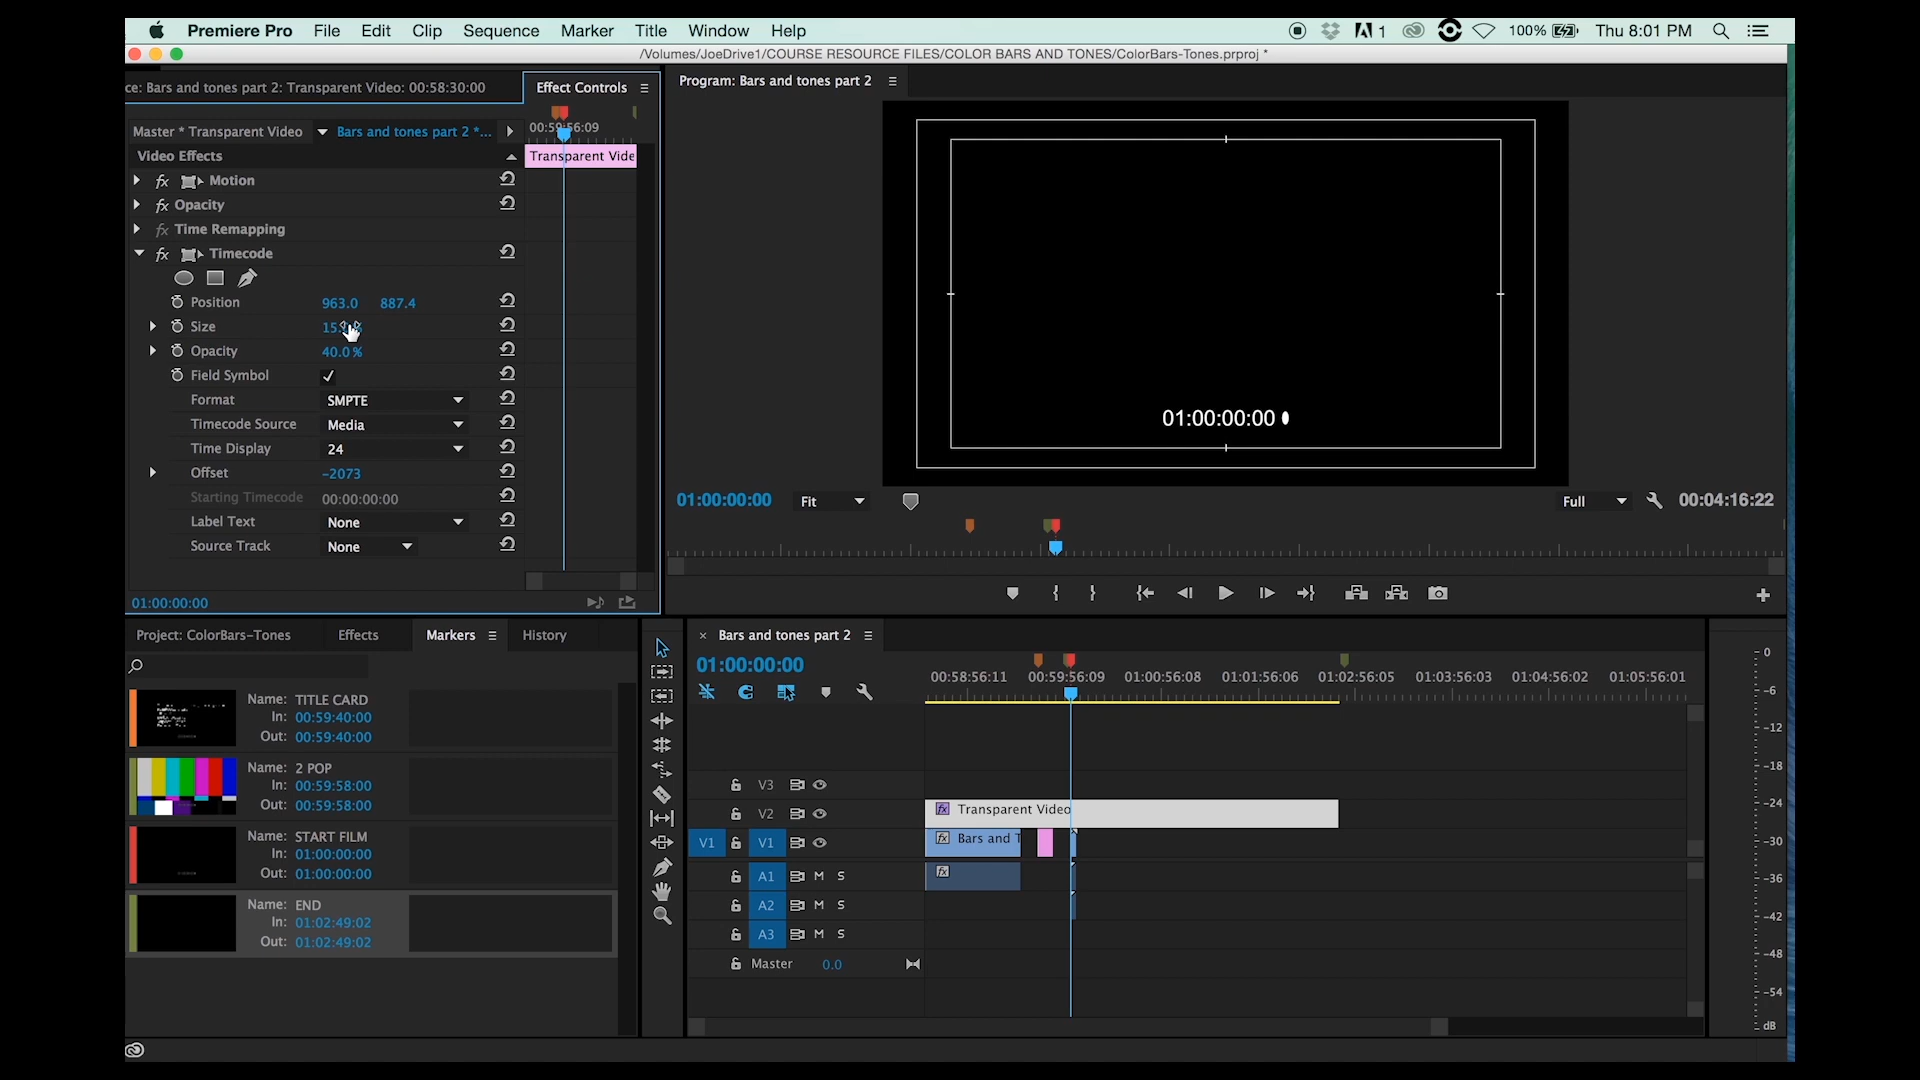 Premiere Pro File Edit Clip Sequence Marker Title Window Help 1 100% Thu 8:01 PM
/Volumes/JoeDrive1/COURSE RESOURCE FILES/COLOR BARS AND TONES/ColorBars-Tones.prproj *
ce: Bars and tones part 2: Transparent Video: 00:58:30:00 Effect Controls
Program: Bars and tones part 2
Master * Transparent Video Bars and tones part 2 *... 00:59:56:09
Video Effects Transparent Vide
fx Motion
fx Opacity
fx Time Remapping
fx Timecode
Position 963.0 887.4
Size
Opacity 40.0 %
Field Symbol
Format SMPTE
Timecode Source Media
Time Display 24
Offset -2073
Starting Timecode 00:00:00:00
Label Text None
Source Track None
01:00:00:00
01:00:00:00
01:00:00:00 Fit Full 00:04:16:22
Project: ColorBars-Tones Effects Markers History
Name: TITLE CARD
In: 00:59:40:00
Out: 00:59:40:00
Name: 2 POP
In: 00:59:58:00
Out: 00:59:58:00
Name: START FILM
In: 01:00:00:00
Out: 01:00:00:00
Name: END
In: 01:02:49:02
Out: 01:02:49:02
× Bars and tones part 2
01:00:00:00
00:58:56:11 00:59:56:09 01:00:56:08 01:01:56:06 01:02:56:05 01:03:56:03 01:04:56:02 01:05:56:01
V3
V2 fx Transparent Video
V1 V1 fx Bars and T
A1 M S fx
A2 M S
A3 M S
Master 0.0
0
-6
-12
-18
-24
-30
-36
-42
-48
-54
dB